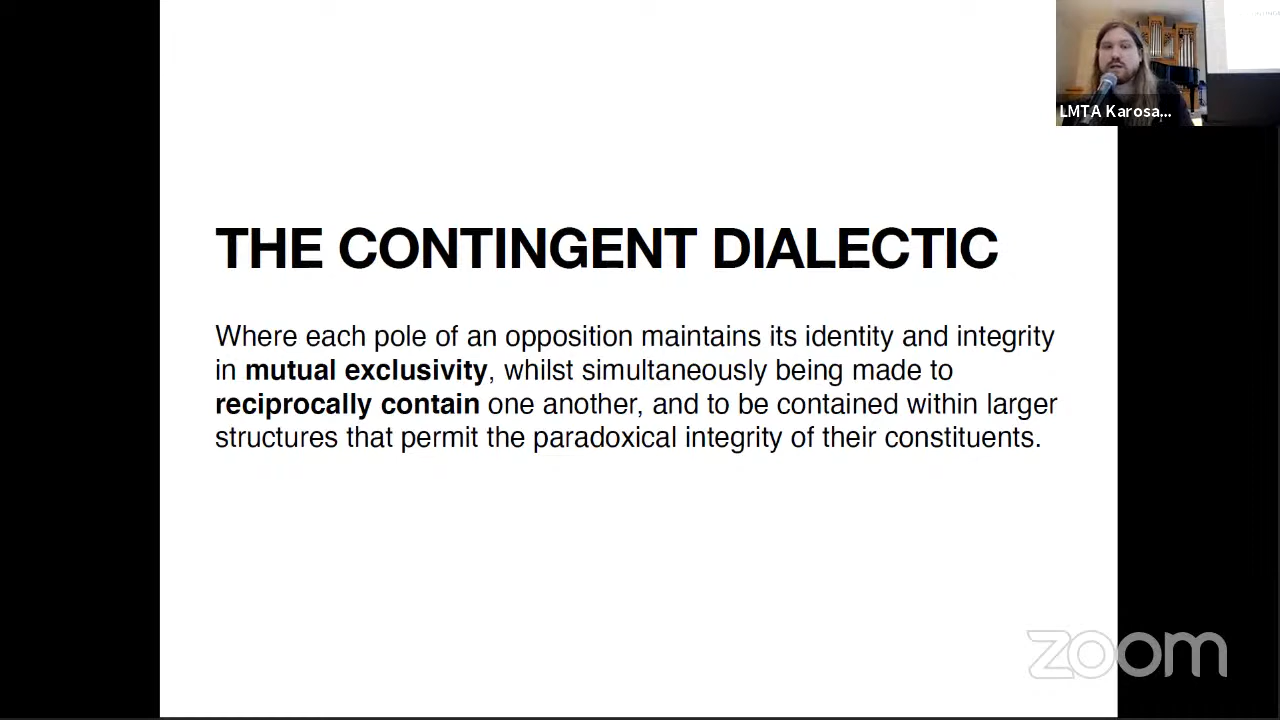 LMTA Karosa...
THE CONTINGENT DIALECTIC
Where each pole of an opposition maintains its identity and integrity
in mutual exclusivity, whilst simultaneously being made to
reciprocally contain one another, and to be contained within larger
structures that permit the paradoxical integrity of their constituents.
zoom